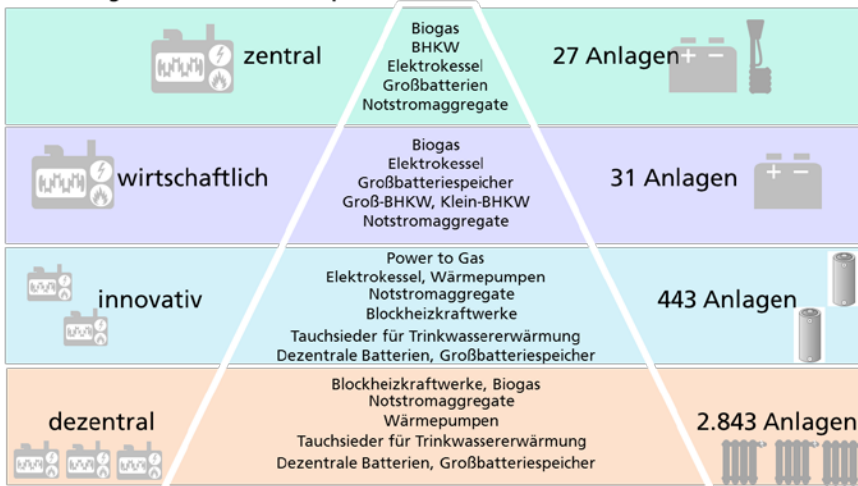 zentral
Biogas
BHKW
Elektrokessel
Großbatterien
Notstromaggregate
27 Anlagen
wirtschaftlich
Biogas
Elektrokessel
Großbatteriespeicher
Groß-BHKW, Klein-BHKW
Notstromaggregate
31 Anlagen
innovativ
Power to Gas
Elektrokessel, Wärmepumpen
Notstromaggregate
Blockheizkraftwerke
Tauchsieder für Trinkwassererwärmung
Dezentrale Batterien, Großbatteriespeicher
443 Anlagen
dezentral
Blockheizkraftwerke, Biogas
Notstromaggregate
Wärmepumpen
Tauchsieder für Trinkwassererwärmung
Dezentrale Batterien, Großbatteriespeicher
2.843 Anlagen